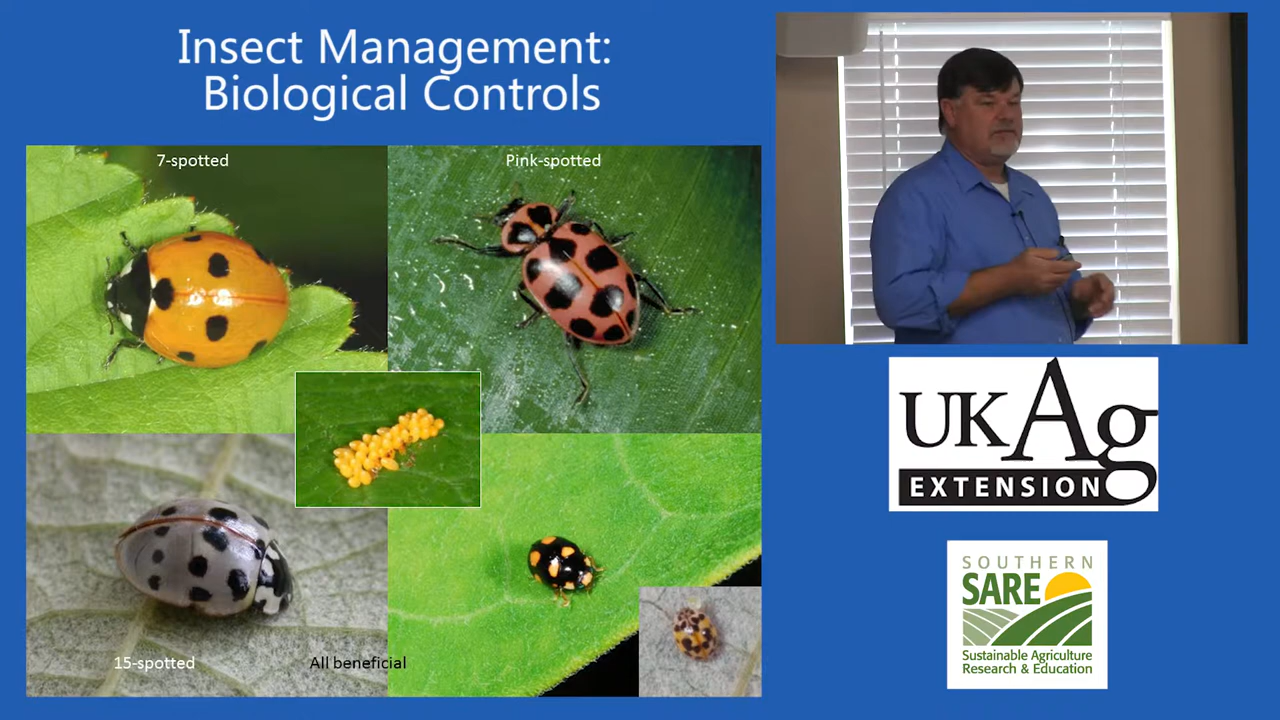 Insect Management:
Biological Controls
7-spotted
Pink-spotted
15-spotted
All beneficial
UKAg
EXTENSION
SOUTHERN
SARE
Sustainable Agriculture
Research & Education